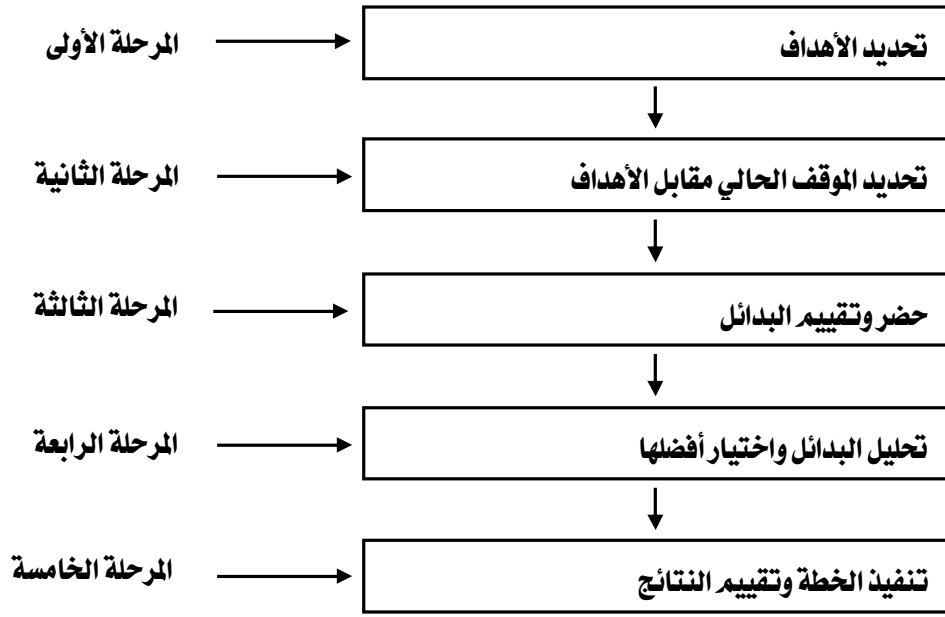 المرحلة الأولى
تحديد الأهداف
المرحلة الثانية
تحديد الموقف الحالي مقابل الأهداف
المرحلة الثالثة
حضر وتقييم البدائل
المرحلة الرابعة
تحليل البدائل واختيار أفضلها
المرحلة الخامسة
تنفيذ الخطة وتقييم النتائج